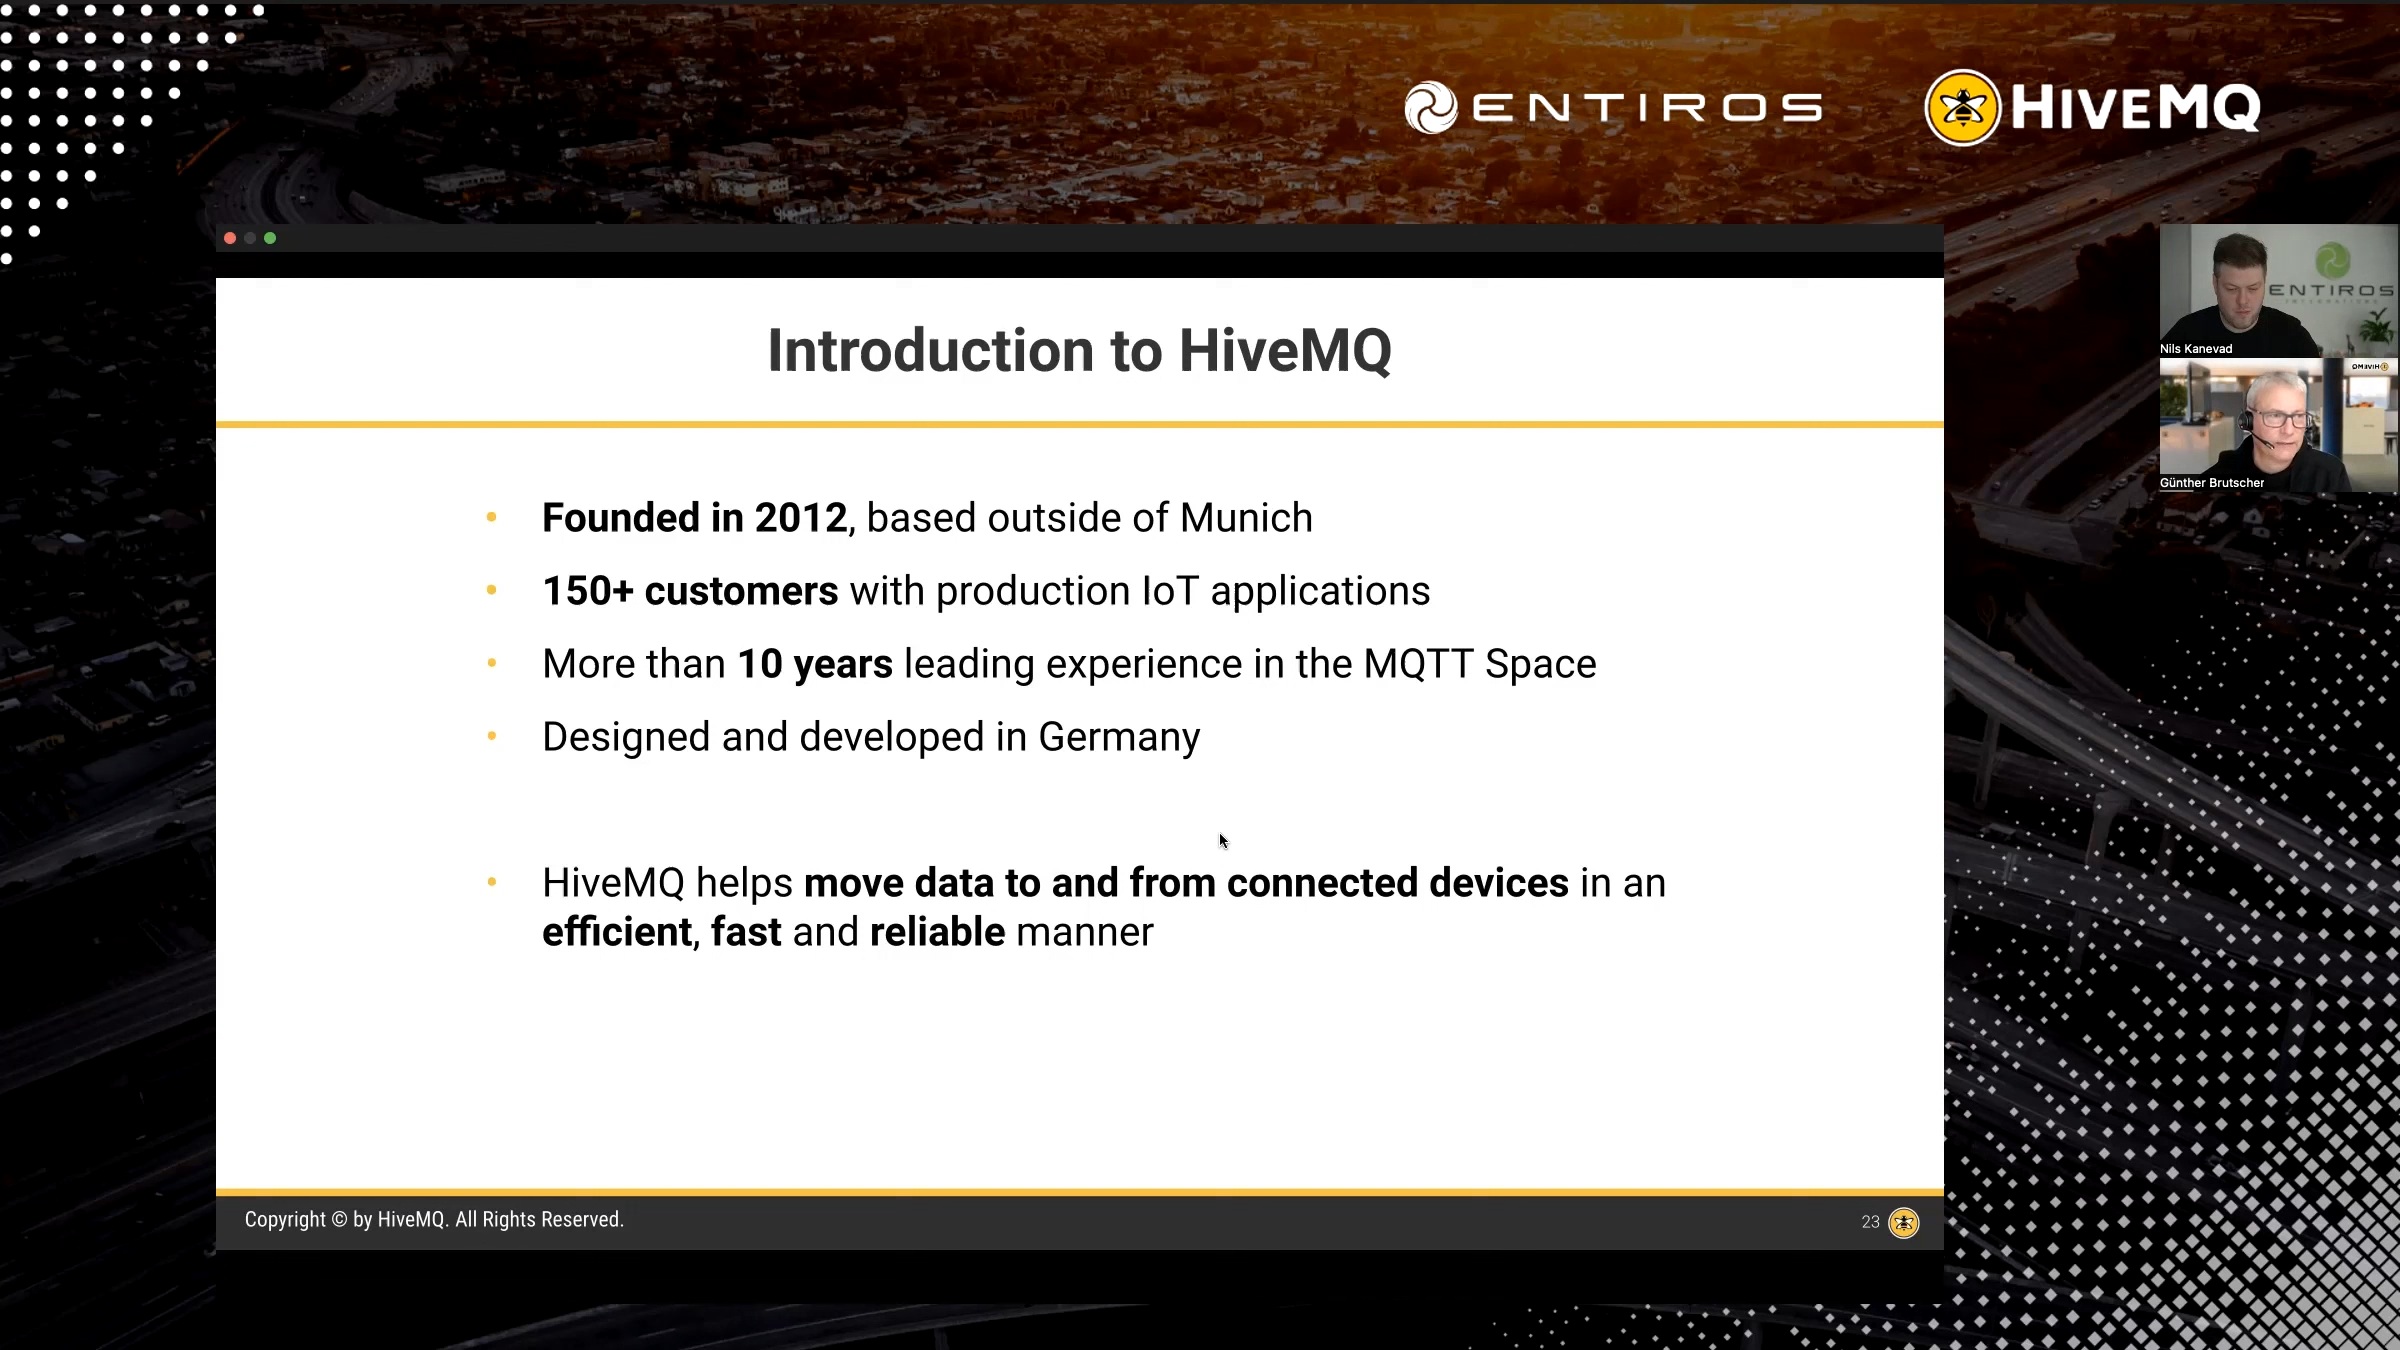 ENTIROS
HIVEMQ
ENTIROS
Nils Kanevad
HIVEMQ
Günther Brutscher
Introduction to HiveMQ
• Founded in 2012, based outside of Munich
• 150+ customers with production IoT applications
• More than 10 years leading experience in the MQTT Space
• Designed and developed in Germany
• HiveMQ helps move data to and from connected devices in an
efficient, fast and reliable manner
Copyright © by HiveMQ. All Rights Reserved.
23